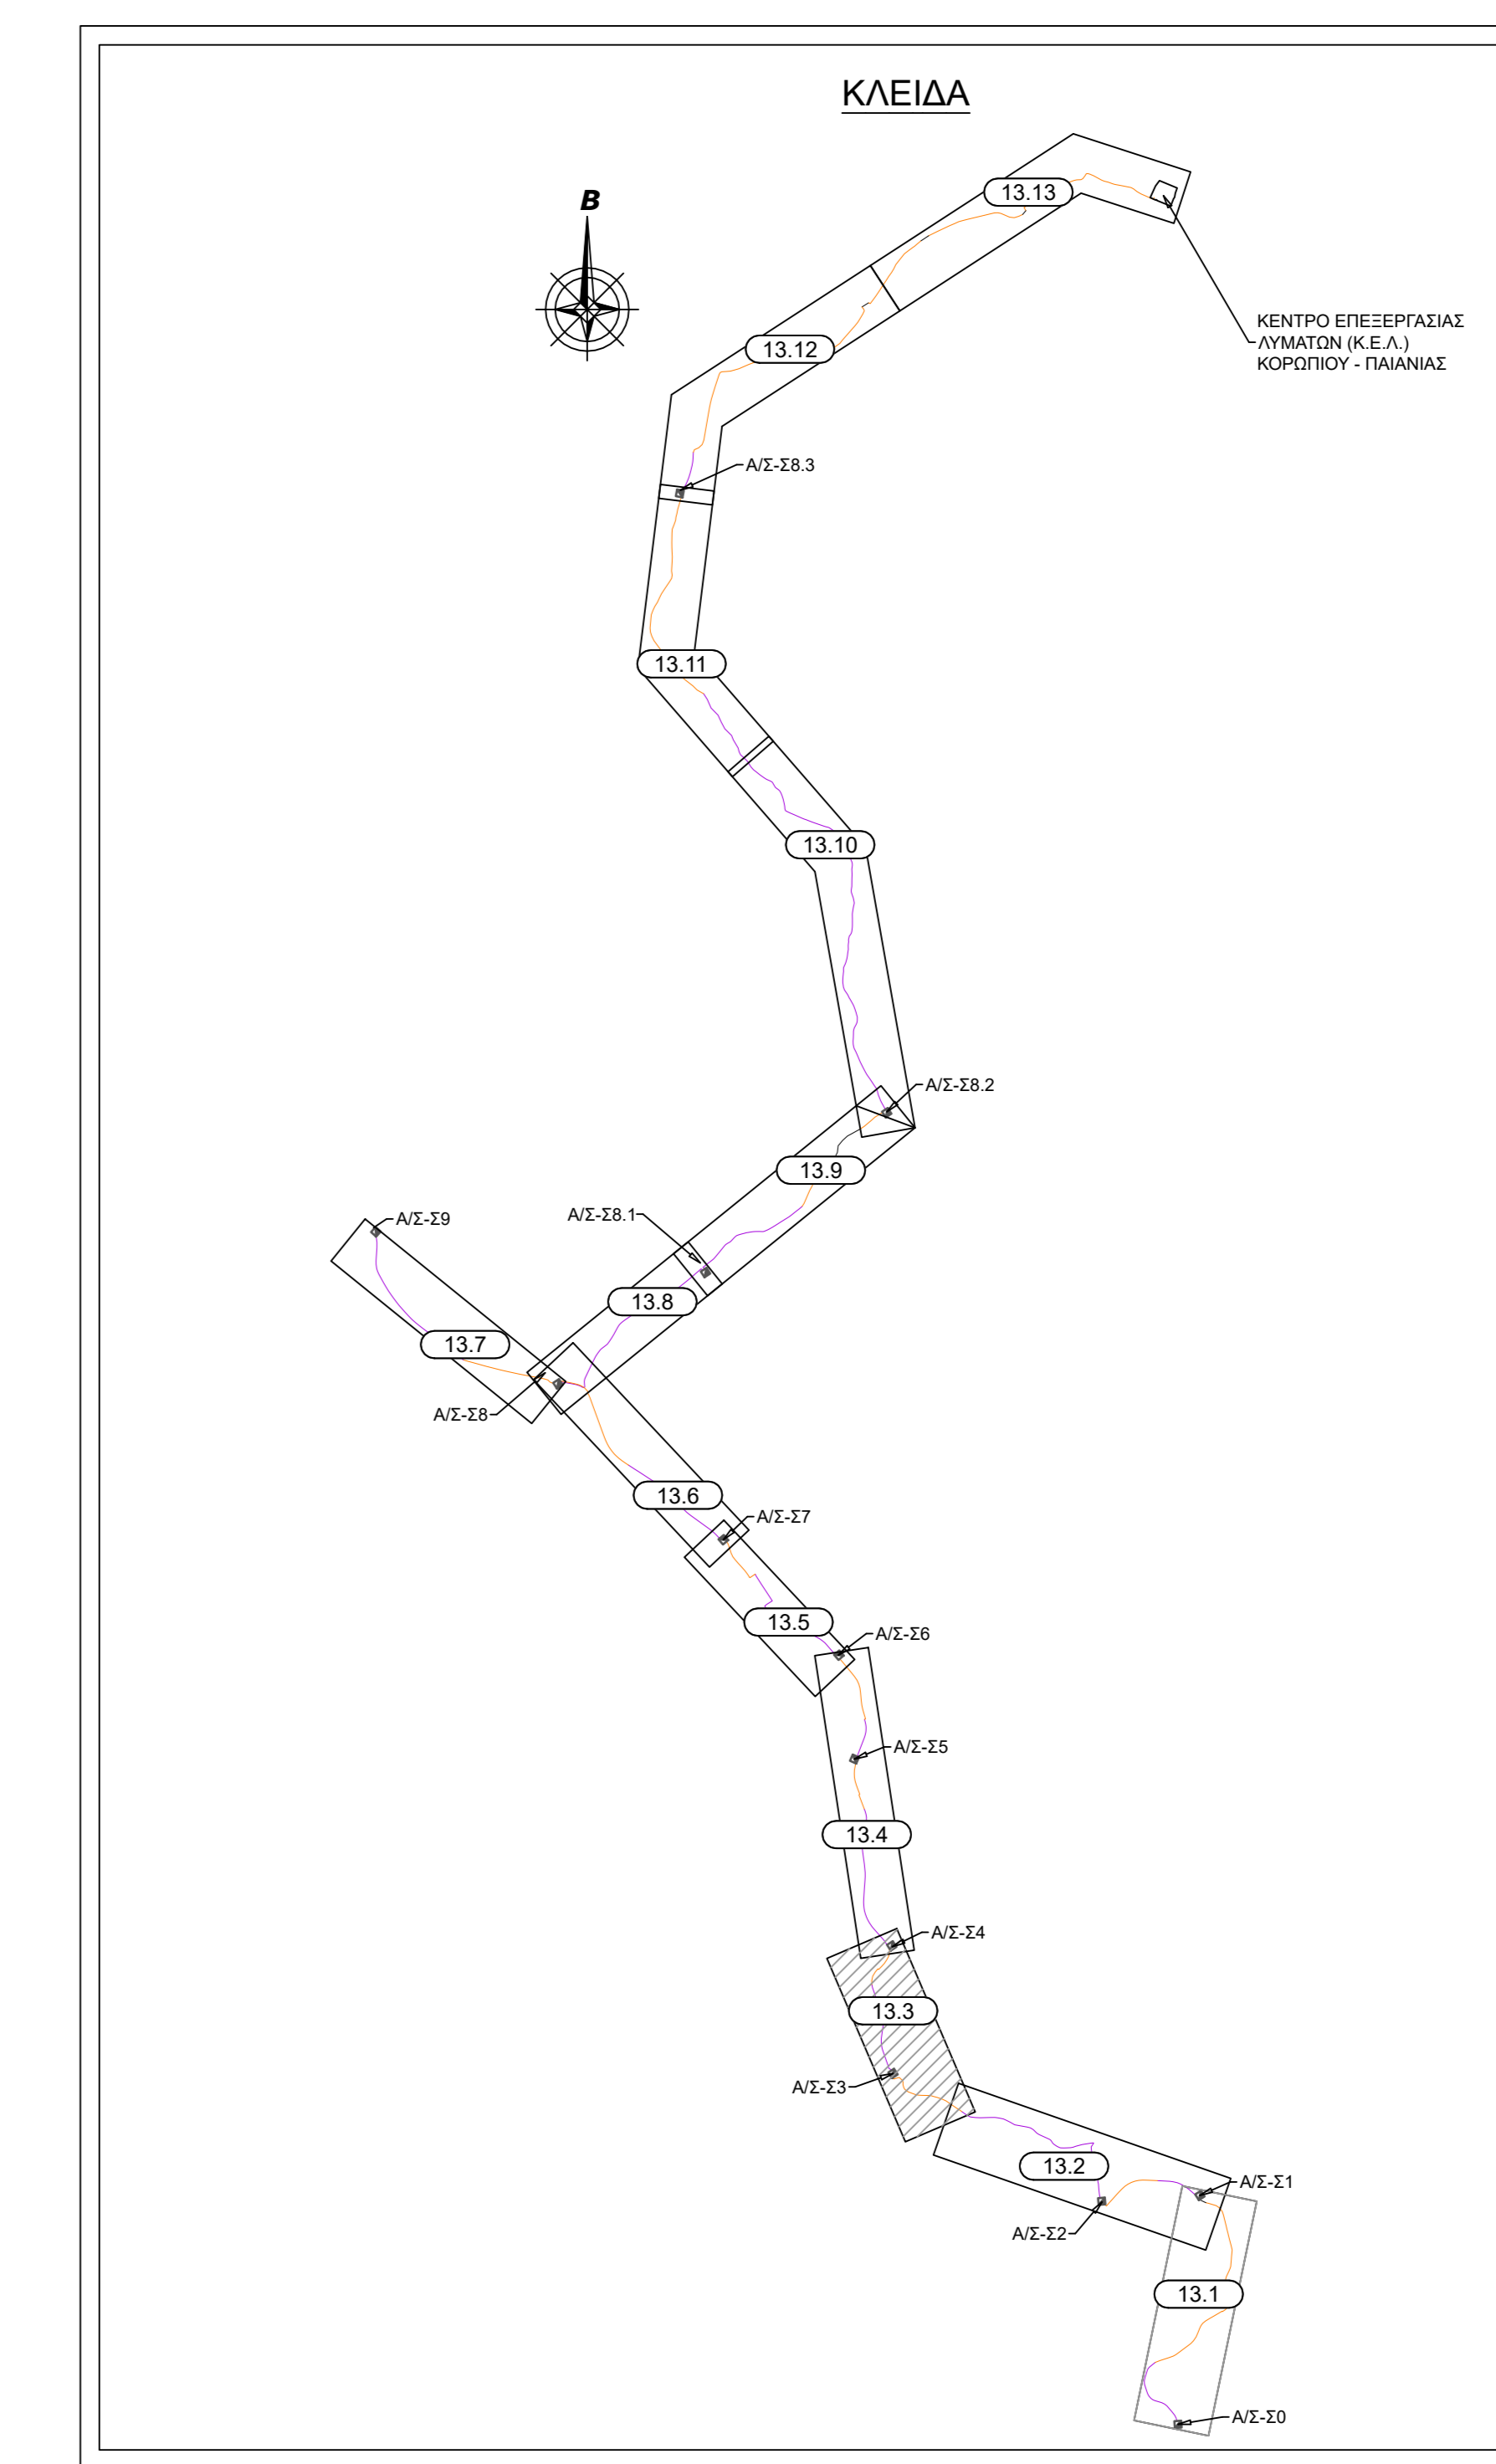 ΚΛΕΙΔΑ
Β
13.13
ΚΕΝΤΡΟ ΕΠΕΞΕΡΓΑΣΙΑΣ
ΛΥΜΑΤΩΝ (Κ.Ε.Λ.)
ΚΟΡΩΠΙΟΥ - ΠΑΙΑΝΙΑΣ
13.12
Α/Σ-Σ8.3
13.11
13.10
Α/Σ-Σ8.2
13.9
Α/Σ-Σ8.1
Α/Σ-Σ9
13.8
13.7
Α/Σ-Σ8
13.6
Α/Σ-Σ7
13.5
Α/Σ-Σ6
Α/Σ-Σ5
13.4
Α/Σ-Σ4
13.3
Α/Σ-Σ3
13.2
Α/Σ-Σ1
Α/Σ-Σ2
13.1
Α/Σ-Σ0